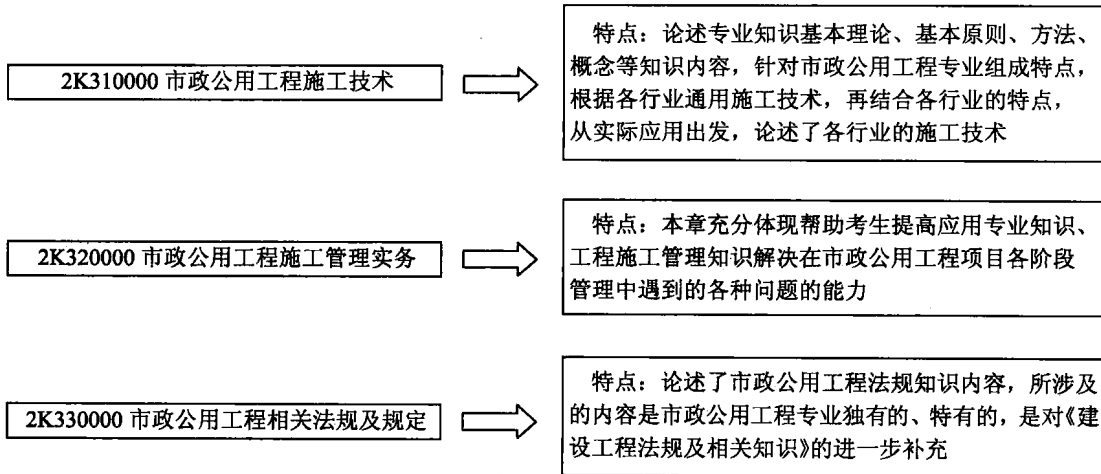 2K310000 市政公用工程施工技术
特点：论述专业知识基本理论、基本原则、方法、
概念等知识内容，针对市政公用工程专业组成特点，
根据各行业通用施工技术，再结合各行业的特点，
从实际应用出发，论述了各行业的施工技术
2K320000 市政公用工程施工管理实务
特点：本章充分体现帮助考生提高应用专业知识、
工程施工管理知识解决在市政公用工程项目各阶段
管理中遇到的各种问题的能力
2K330000 市政公用工程相关法规及规定
特点：论述了市政公用工程法规知识内容，所涉及
的内容是市政公用工程专业独有的、特有的，是对《建
设工程法规及相关知识》的进一步补充